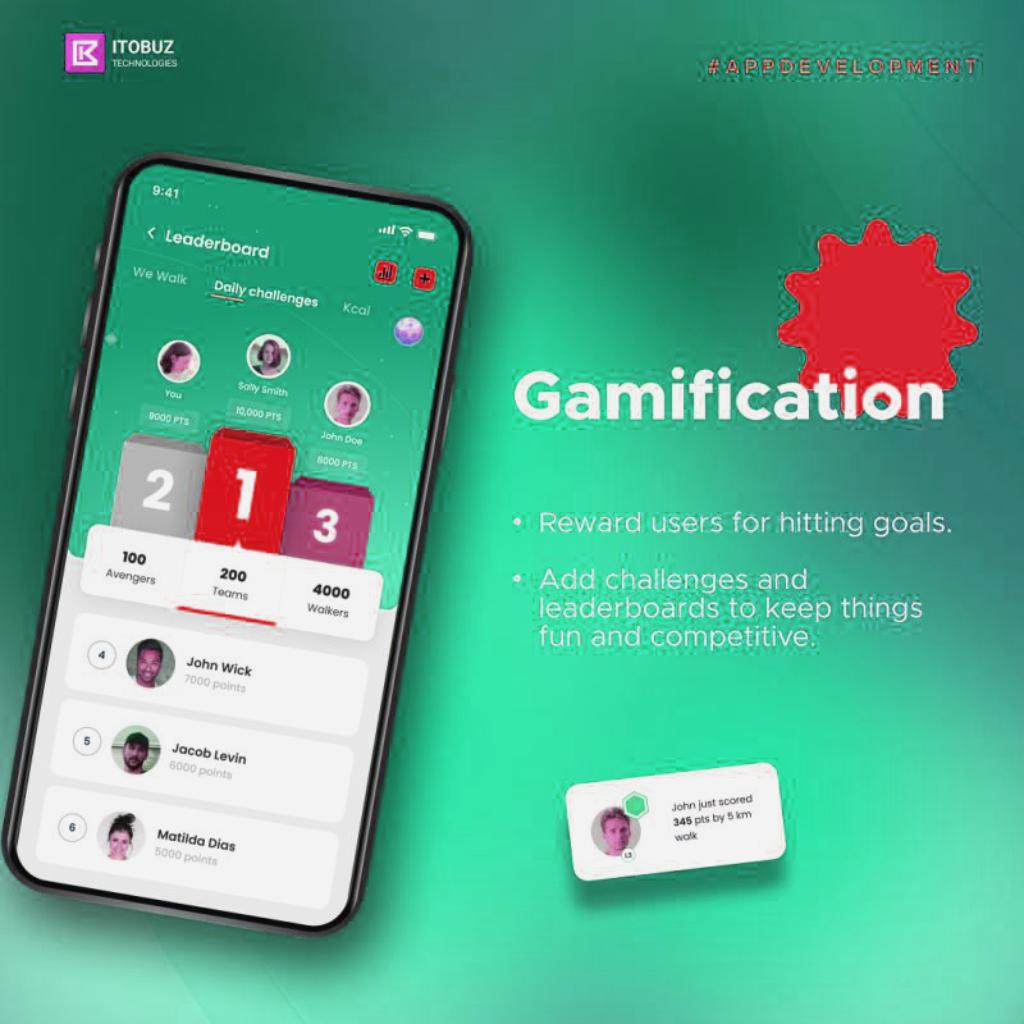 ITOBUZ
TECHNOLOGIES
#APPDEVELOPMENT
9:41
Leaderboard
We Walk
Daily challenges
Kcal
You
9000 PTS
Sally Smith
10,000 PTS
John Doe
8000 PTS
2
1
3
100
Avengers
200
Teams
4000
Walkers
4
John Wick
7000 points
5
Jacob Levin
6000 points
6
Matilda Dias
5000 points
Gamification
• Reward users for hitting goals.
• Add challenges and
leaderboards to keep things
fun and competitive.
John just scored
345 pts by 5 km
walk